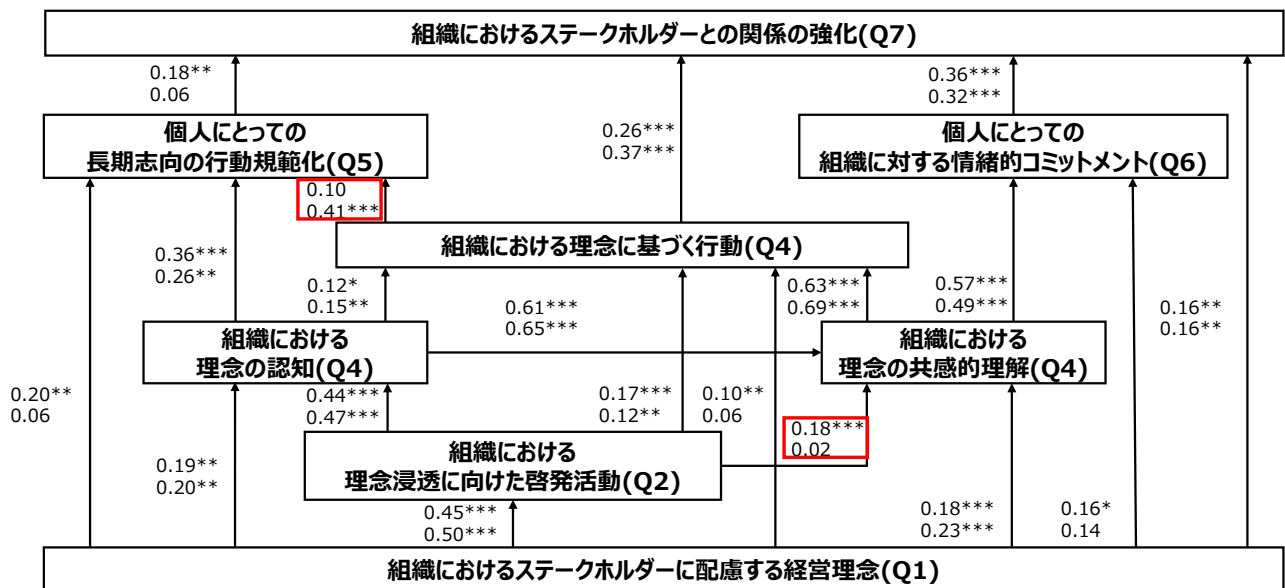 組織におけるステークホルダーとの関係の強化(Q7)
0.18**
0.06
0.36***
0.32***
個人にとっての
長期志向の行動規範化(Q5)
0.26***
0.37***
個人にとっての
組織に対する情緒的コミットメント(Q6)
0.10
0.41***
組織における理念に基づく行動(Q4)
0.36***
0.26**
0.12*
0.15**
0.61***
0.65***
0.63***
0.69***
0.57***
0.49***
0.16**
0.16**
組織における
理念の認知(Q4)
組織における
理念の共感的理解(Q4)
0.20**
0.06
0.44***
0.47***
0.17***
0.12**
0.10**
0.06
0.18***
0.02
組織における
理念浸透に向けた啓発活動(Q2)
0.19**
0.20**
0.45***
0.50***
0.18***
0.23***
0.16*
0.14
組織におけるステークホルダーに配慮する経営理念(Q1)